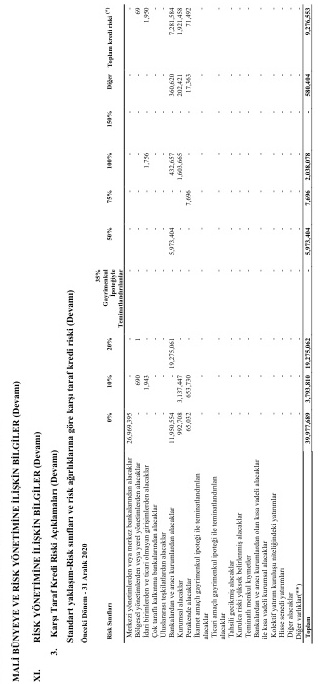 MALİ BÜNYEYE VE RİSK YÖNETİMİNE İLİŞKİN BİLGİLER (Devamı)
XI. RİSK YÖNETİMİNE İLİŞKİN BİLGİLER (Devamı)
3. Karşı Taraf Kredi Riski Açıklamaları (Devamı)
Standart yaklaşım-Risk sınıfları ve risk ağırlıklarına göre karşı taraf kredi riski (Devamı)
Önceki Dönem - 31 Aralık 2020
Risk Sınıfları 0% 10% 20% 35% Gayrimenkul İpoteğiyle Teminatlandırılanlar 50% 75% 100% 150% Diğer Toplam kredi riski (*)
Merkezi yönetimlerden veya merkez bankalarından alacaklar 26,969,395 - - - - - - - - -
Bölgesel yönetimlerden veya yerel yönetimlerden alacaklar - 690 1 - - - - - - 69
İdari birimlerden ve ticari olmayan girişimlerden alacaklar - 1,943 - - - - 1,756 - - 1,950
Çok taraflı kalkınma bankalarından alacaklar - - - - - - - - - -
Uluslararası teşkilatlardan alacaklar - - - - - - - - - -
Bankalardan ve aracı kurumlardan alacaklar 11,950,554 - 19,275,061 - 5,973,404 - 432,657 - 360,620 7,281,584
Kurumsal alacaklar 992,708 3,137,447 - - - - 1,603,665 - 202,421 1,921,458
Perakende alacaklar 65,032 653,730 - - - 7,696 - - 17,363 71,492
İkamet amaçlı gayrimenkul ipoteği ile teminatlandırılan
alacaklar - - - - - - - - - -
Ticari amaçlı gayrimenkul ipoteği ile teminatlandırılan
alacaklar - - - - - - - - - -
Tahsili gecikmiş alacaklar - - - - - - - - - -
Kurulca riski yüksek belirlenmiş alacaklar - - - - - - - - - -
Teminatlı menkul kıymetler - - - - - - - - - -
Bankalardan ve aracı kurumlardan olan kısa vadeli alacaklar
ile kısa vadeli kurumsal alacaklar - - - - - - - - - -
Kolektif yatırım kuruluşu niteliğindeki yatırımlar - - - - - - - - - -
Hisse senedi yatırımları - - - - - - - - - -
Diğer alacaklar - - - - - - - - - -
Diğer varlıklar(**) - - - - - - - - - -
Toplam 39,977,689 3,793,810 19,275,062 - 5,973,404 7,696 2,038,078 - 580,404 9,276,553